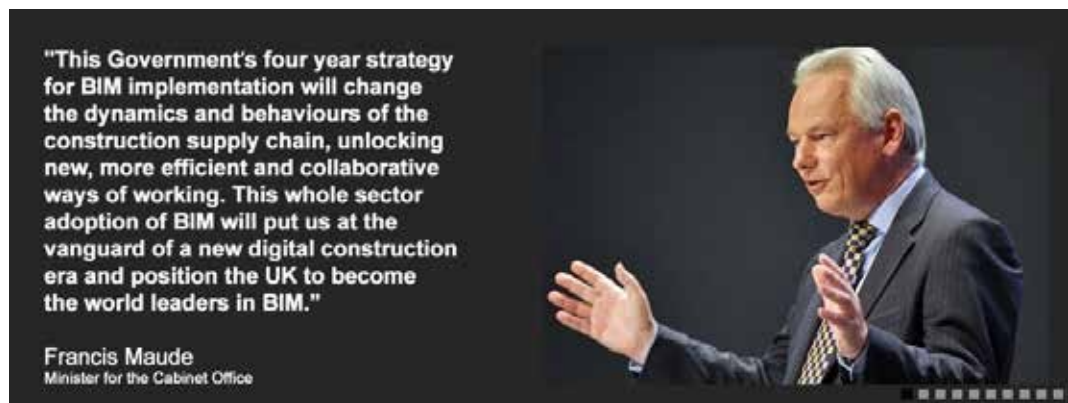 "This Government's four year strategy
for BIM implementation will change
the dynamics and behaviours of the
construction supply chain, unlocking
new, more efficient and collaborative
ways of working. This whole sector
adoption of BIM will put us at the
vanguard of a new digital construction
era and position the UK to become
the world leaders in BIM."
Francis Maude
Minister for the Cabinet Office